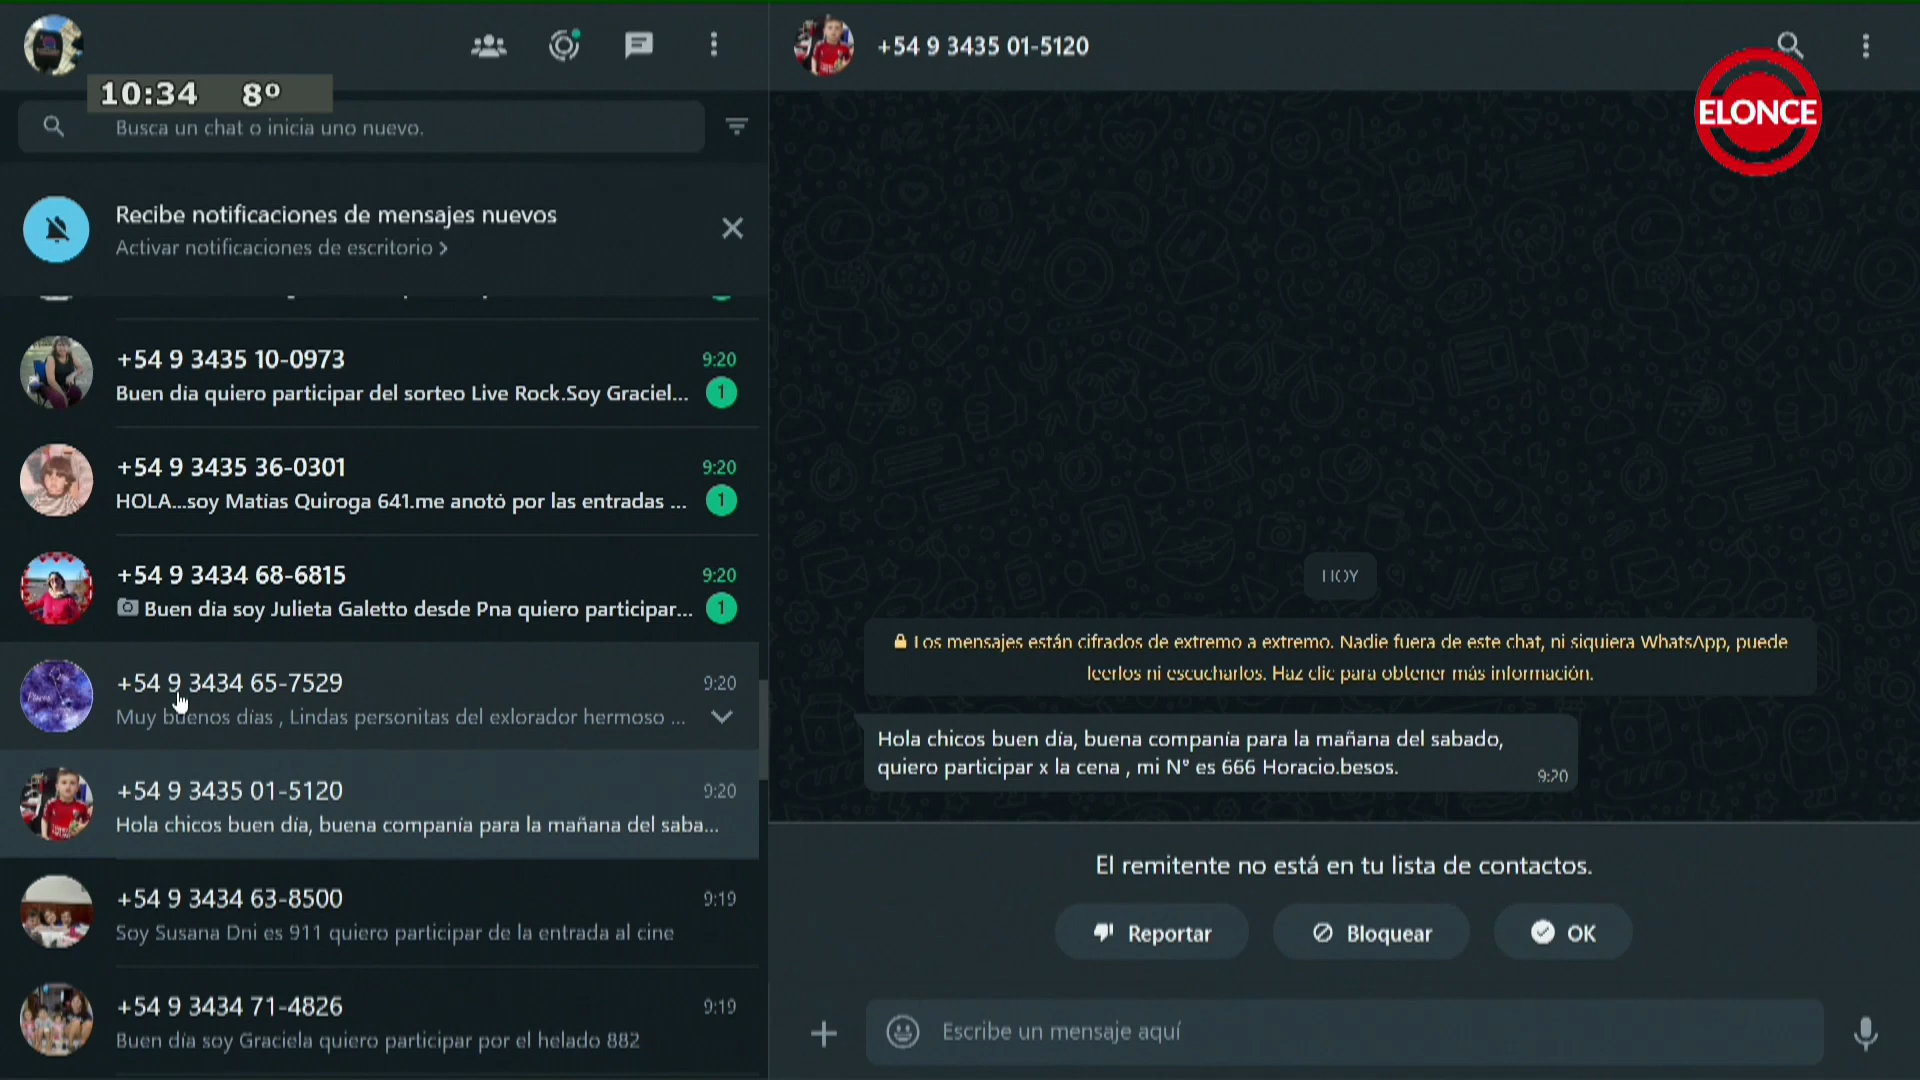 10:34 8º
Busca un chat o inicia uno nuevo.
Recibe notificaciones de mensajes nuevos
Activar notificaciones de escritorio >
+54 9 3435 10-0973
9:20
Buen dia quiero participar del sorteo Live Rock.Soy Graciel...
1
+54 9 3435 36-0301
9:20
HOLA...soy Matias Quiroga 641.me anotó por las entradas ...
1
+54 9 3434 68-6815
9:20
Buen dia soy Julieta Galetto desde Pna quiero participar...
1
+54 9 3434 65-7529
9:20
Muy buenos días , Lindas personitas del exlorador hermoso ...
+54 9 3435 01-5120
9:20
Hola chicos buen día, buena compania para la mañana del saba...
+54 9 3434 63-8500
9:19
Soy Susana Dni es 911 quiero participar de la entrada al cine
+54 9 3434 71-4826
9:19
Buen día soy Graciela quiero participar por el helado 882
+54 9 3435 01-5120
ELONCE
HOY
Los mensajes están cifrados de extremo a extremo. Nadie fuera de este chat, ni siquiera WhatsApp, puede
leerlos ni escucharlos. Haz clic para obtener más información.
Hola chicos buen día, buena compania para la mañana del sabado,
quiero participar x la cena , mi N° es 666 Horacio.besos.
9:20
El remitente no está en tu lista de contactos.
Reportar
Bloquear
OK
Escribe un mensaje aquí